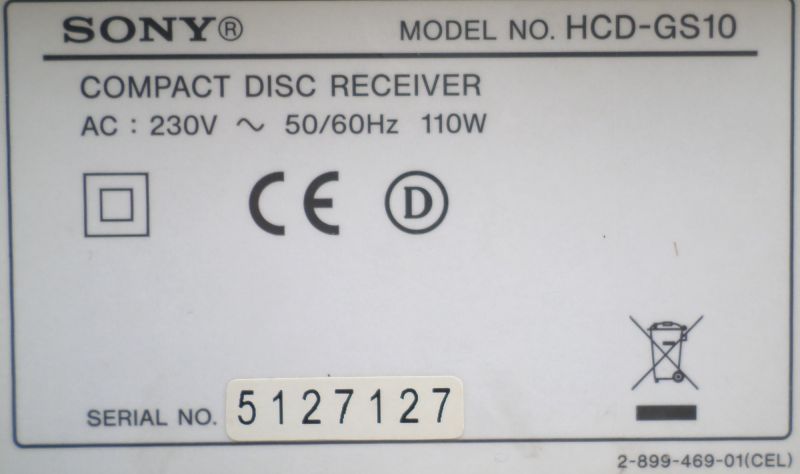 SONY® MODEL NO. HCD-GS10
COMPACT DISC RECEIVER
AC : 230V ~ 50/60Hz 110W
CE D
SERIAL NO. 5127127
2-899-469-01(CEL)